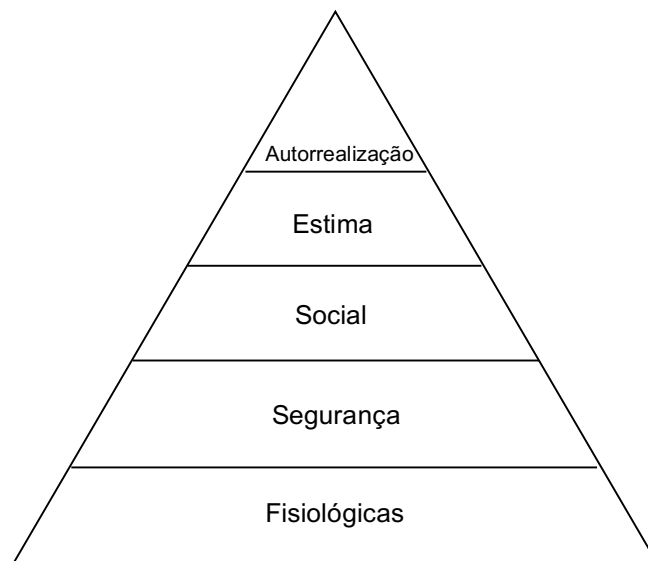 Autorrealização
Estima
Social
Segurança
Fisiológicas